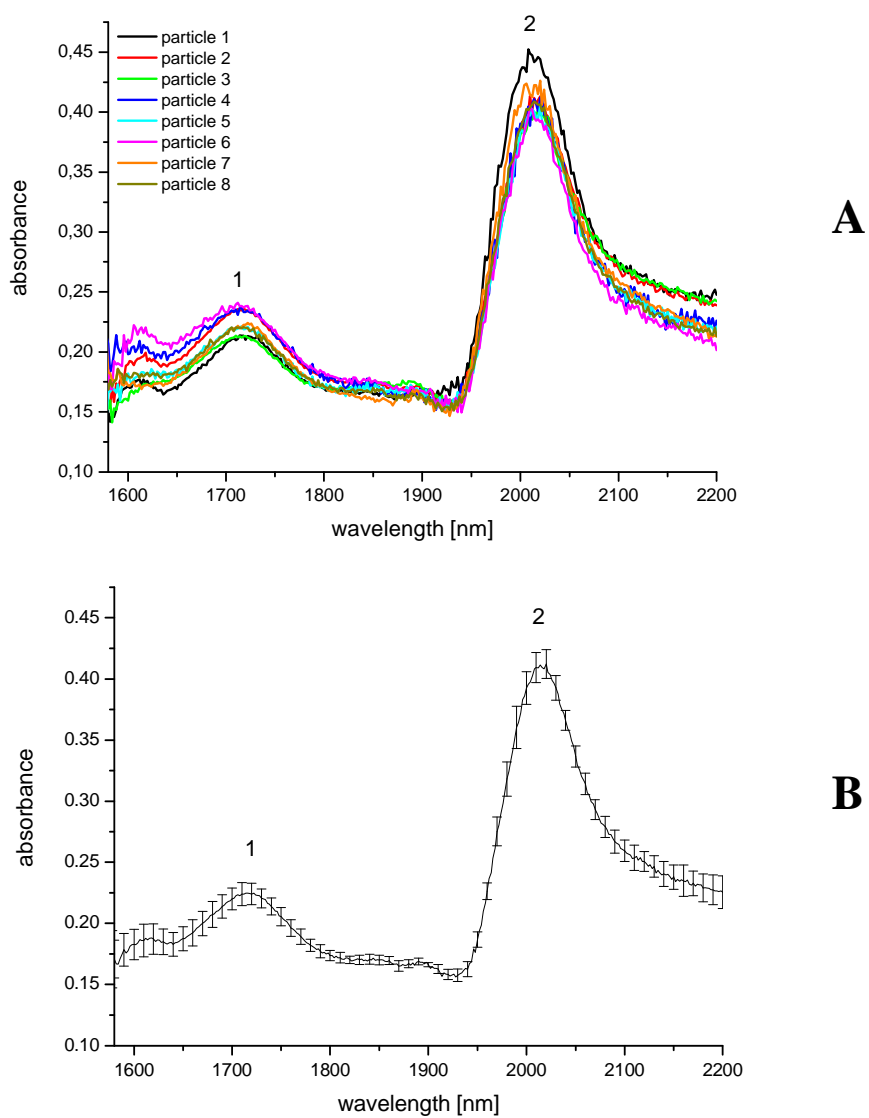 2
0,45
particle 1
particle 2
particle 3
0,40
particle 4
particle 5
particle 6
0,35
particle 7
particle 8
A
absorbance
0,30
1
0,25
0,20
0,15
0,10
1600 1700 1800 1900 2000 2100 2200
wavelength [nm]
0.45
2
0.40
0.35
absorbance
B
0.30
1
0.25
0.20
0.15
0.10
1600 1700 1800 1900 2000 2100 2200
wavelength [nm]